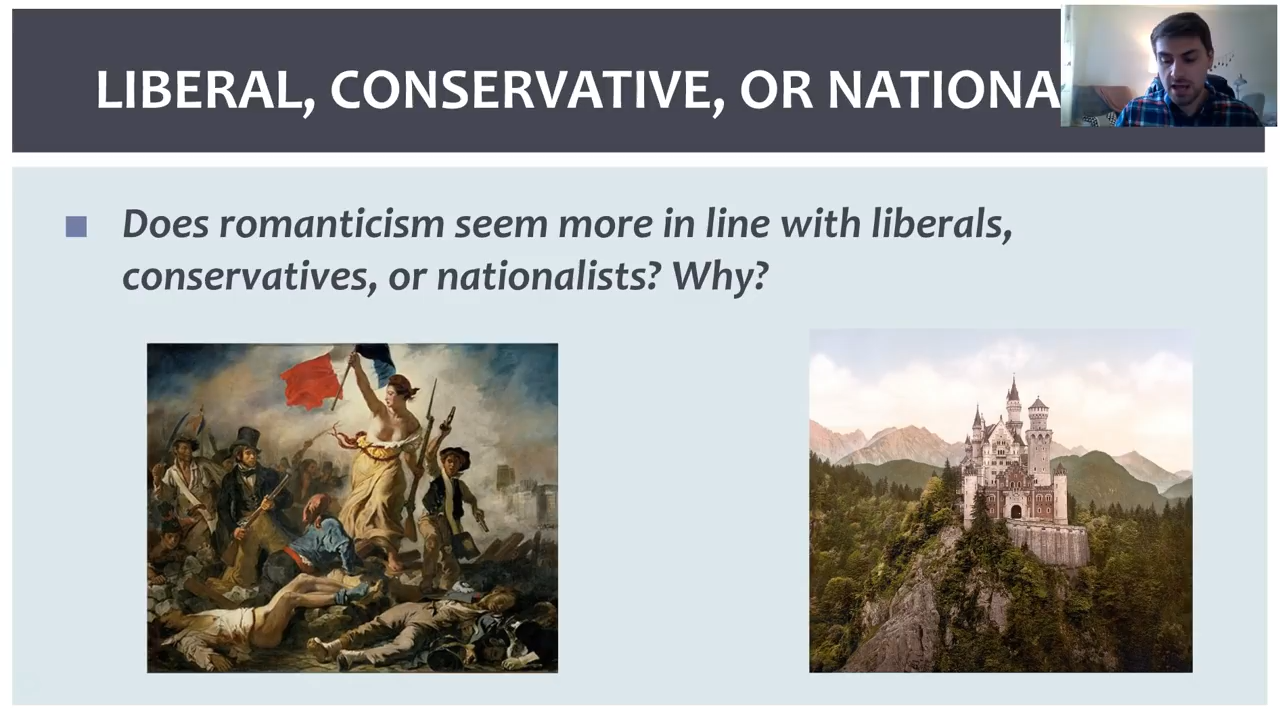 LIBERAL, CONSERVATIVE, OR NATIONA
Does romanticism seem more in line with liberals,
conservatives, or nationalists? Why?